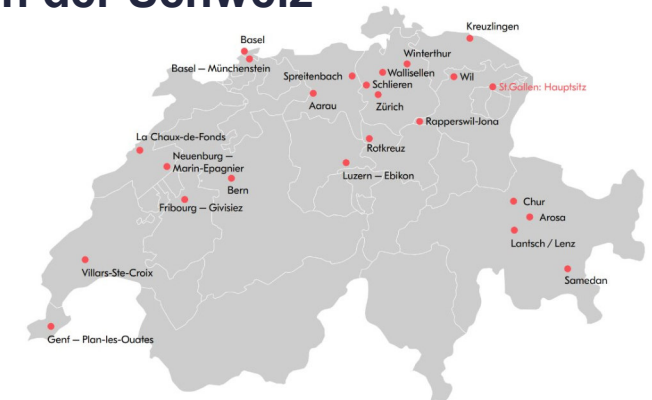 n der Schweiz
Kreuzlingen
Basel
Winterthur
Basel – Münchenstein
Spreitenbach
Wallisellen
Wil
Schlieren
St.Gallen: Hauptsitz
Aarau
Zürich
Rapperswil-Jona
La Chaux-de-Fonds
Rotkreuz
Neuenburg –
Marin-Epagnier
Luzern – Ebikon
Bern
Fribourg – Givisiez
Chur
Arosa
Lantsch / Lenz
Villars-Ste-Croix
Samedan
Genf – Plan-les-Ouates